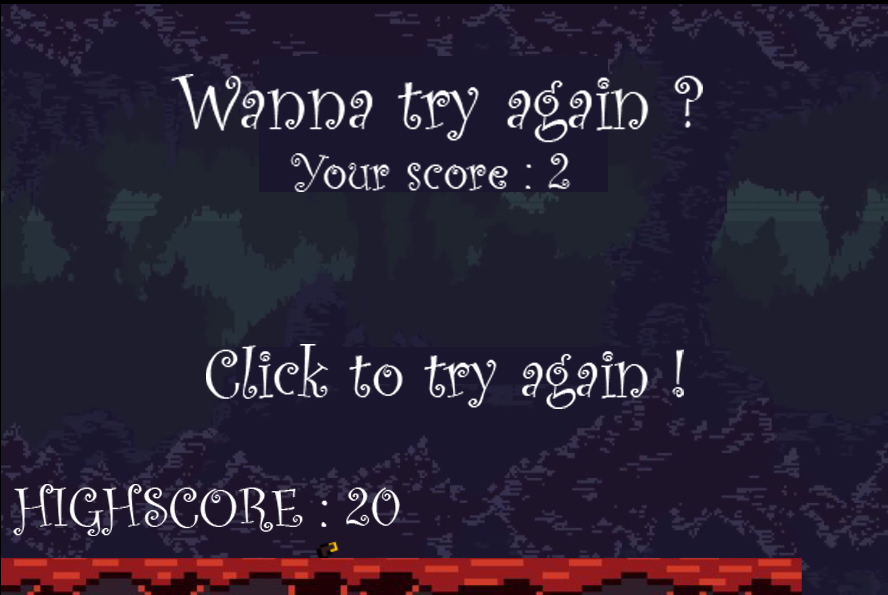 Wanna try again ?
Your score : 2
Click to try again !
HIGHSCORE : 20